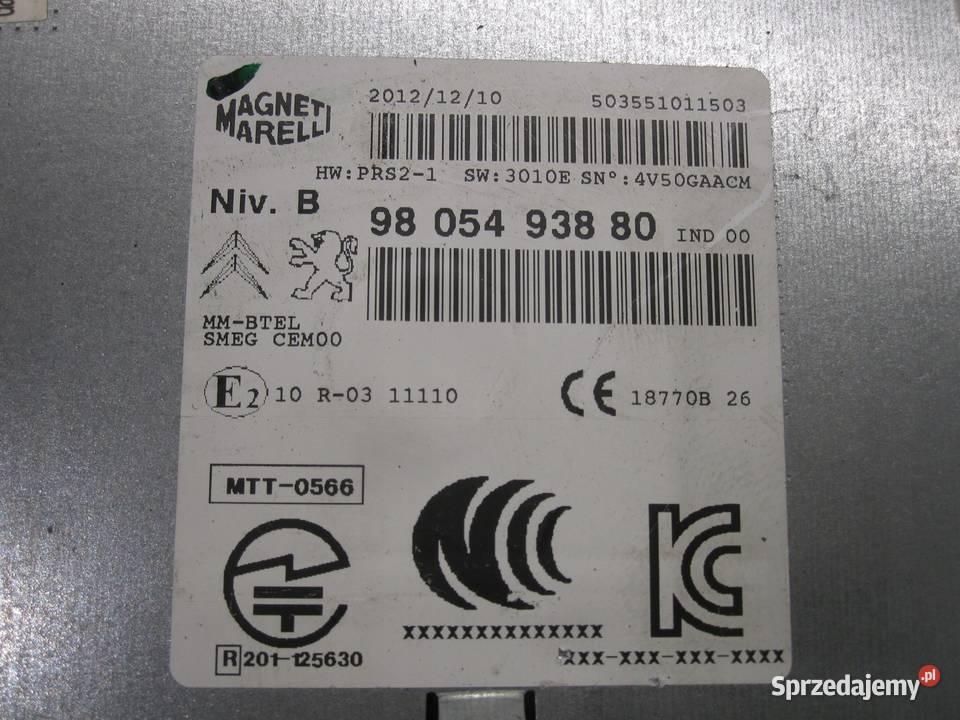 MAGNETI
MARELLI
2012/12/10 503551011503
HW:PRS2-1 SW:3010E SN°:4V50GAACM
Niv. B
98 054 938 80 IND 00
MM-BTEL
SMEG CEM00
E2 10 R-03 11110
CE 18770B 26
MTT-0566
R 201-125630
XXXXXXXXXXXXXX
KC
XXX-XXX-XXX-XXXX
Sprzedajemy.pl